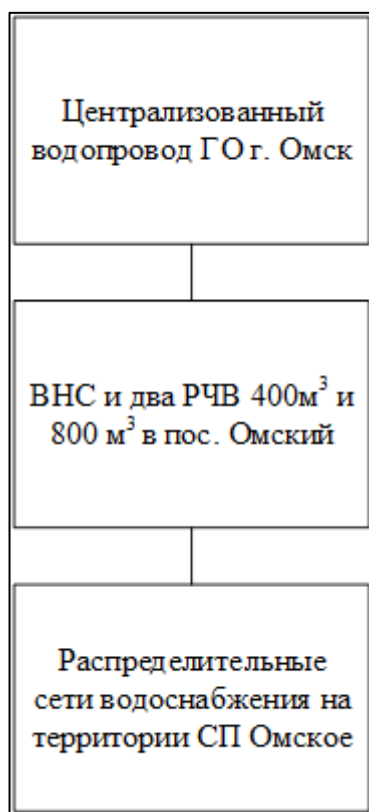 Централизованный
водопровод ГО г. Омск
ВНС и два РЧВ 400м³ и
800 м³ в пос. Омский
Распределительные
сети водоснабжения на
территории СП Омское